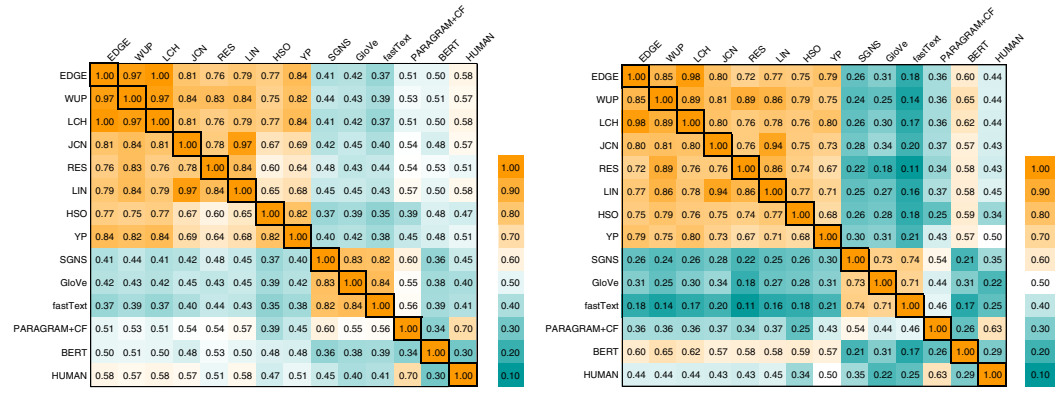 EDGE WUP LCH JCN RES LIN HSO YP SGNS GloVe fastText PARAGRAM+CF BERT HUMAN
EDGE 1.00 0.97 1.00 0.81 0.76 0.79 0.77 0.84 0.41 0.42 0.37 0.51 0.50 0.58
WUP 0.97 1.00 0.97 0.84 0.83 0.84 0.75 0.82 0.44 0.43 0.39 0.53 0.51 0.57
LCH 1.00 0.97 1.00 0.81 0.76 0.79 0.77 0.84 0.41 0.42 0.37 0.51 0.50 0.58
JCN 0.81 0.84 0.81 1.00 0.78 0.97 0.67 0.69 0.42 0.45 0.40 0.54 0.48 0.57
RES 0.76 0.83 0.76 0.78 1.00 0.84 0.60 0.64 0.48 0.43 0.44 0.54 0.53 0.51
LIN 0.79 0.84 0.79 0.97 0.84 1.00 0.65 0.68 0.45 0.45 0.43 0.57 0.50 0.58
HSO 0.77 0.75 0.77 0.67 0.60 0.65 1.00 0.82 0.37 0.39 0.35 0.39 0.48 0.47
YP 0.84 0.82 0.84 0.69 0.64 0.68 0.82 1.00 0.40 0.42 0.38 0.45 0.48 0.51
SGNS 0.41 0.44 0.41 0.42 0.48 0.45 0.37 0.40 1.00 0.83 0.82 0.60 0.36 0.45
GloVe 0.42 0.43 0.42 0.45 0.43 0.45 0.39 0.42 0.83 1.00 0.84 0.55 0.38 0.40
fastText 0.37 0.39 0.37 0.40 0.44 0.43 0.35 0.38 0.82 0.84 1.00 0.56 0.39 0.41
PARAGRAM+CF 0.51 0.53 0.51 0.54 0.54 0.57 0.39 0.45 0.60 0.55 0.56 1.00 0.34 0.70
BERT 0.50 0.51 0.50 0.48 0.53 0.50 0.48 0.48 0.36 0.38 0.39 0.34 1.00 0.30
HUMAN 0.58 0.57 0.58 0.57 0.51 0.58 0.47 0.51 0.45 0.40 0.41 0.70 0.30 1.00
1.00
0.90
0.80
0.70
0.60
0.50
0.40
0.30
0.20
0.10
EDGE WUP LCH JCN RES LIN HSO YP SGNS GloVe fastText PARAGRAM+CF BERT HUMAN
EDGE 1.00 0.85 0.98 0.80 0.72 0.77 0.75 0.79 0.26 0.31 0.18 0.36 0.60 0.44
WUP 0.85 1.00 0.89 0.81 0.89 0.86 0.79 0.75 0.24 0.25 0.14 0.36 0.65 0.44
LCH 0.98 0.89 1.00 0.80 0.76 0.78 0.76 0.80 0.26 0.30 0.17 0.36 0.62 0.44
JCN 0.80 0.81 0.80 1.00 0.76 0.94 0.75 0.73 0.28 0.34 0.20 0.37 0.57 0.43
RES 0.72 0.89 0.76 0.76 1.00 0.86 0.74 0.67 0.22 0.18 0.11 0.34 0.58 0.43
LIN 0.77 0.86 0.78 0.94 0.86 1.00 0.77 0.71 0.25 0.27 0.16 0.37 0.58 0.45
HSO 0.75 0.79 0.76 0.75 0.74 0.77 1.00 0.68 0.26 0.28 0.18 0.25 0.59 0.34
YP 0.79 0.75 0.80 0.73 0.67 0.71 0.68 1.00 0.30 0.31 0.21 0.43 0.57 0.50
SGNS 0.26 0.24 0.26 0.28 0.22 0.25 0.26 0.30 1.00 0.73 0.74 0.54 0.21 0.35
GloVe 0.31 0.25 0.30 0.34 0.18 0.27 0.28 0.31 0.73 1.00 0.71 0.44 0.31 0.22
fastText 0.18 0.14 0.17 0.20 0.11 0.16 0.18 0.21 0.74 0.71 1.00 0.46 0.17 0.25
PARAGRAM+CF 0.36 0.36 0.36 0.37 0.34 0.37 0.25 0.43 0.54 0.44 0.46 1.00 0.26 0.63
BERT 0.60 0.65 0.62 0.57 0.58 0.58 0.59 0.57 0.21 0.31 0.17 0.26 1.00 0.29
HUMAN 0.44 0.44 0.44 0.43 0.43 0.45 0.34 0.50 0.35 0.22 0.25 0.63 0.29 1.00
1.00
0.90
0.80
0.70
0.60
0.50
0.40
0.30
0.20
0.10